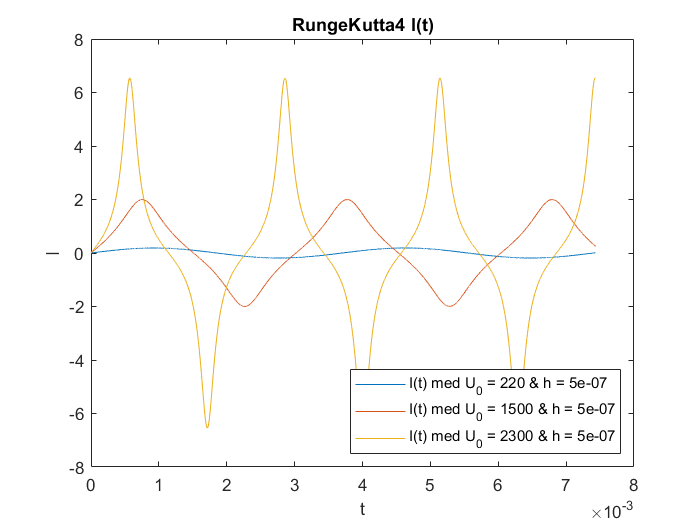 RungeKutta4 I(t)
8
6
4
2
0
-2
-4
-6
-8
I
I(t) med U_0 = 220 & h = 5e-07
I(t) med U_0 = 1500 & h = 5e-07
I(t) med U_0 = 2300 & h = 5e-07
0 1 2 3 4 5 6 7 8
t
×10^-3